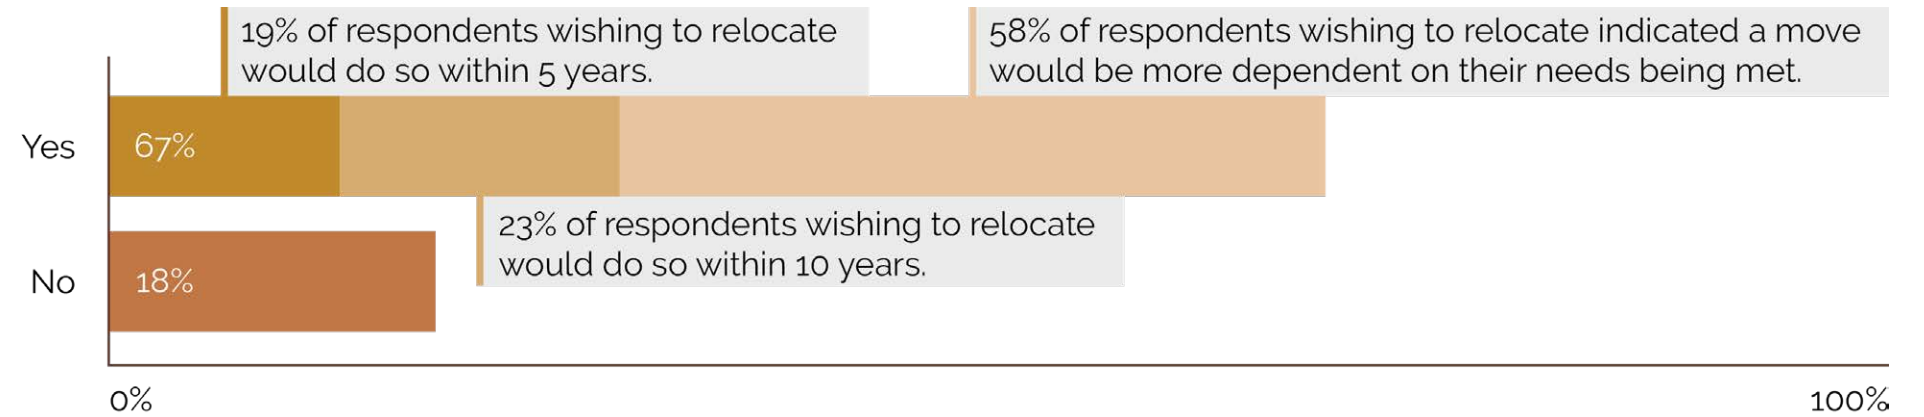 19% of respondents wishing to relocate
would do so within 5 years.
58% of respondents wishing to relocate indicated a move
would be more dependent on their needs being met.
Yes
67%
23% of respondents wishing to relocate
would do so within 10 years.
No
18%
0%
100%